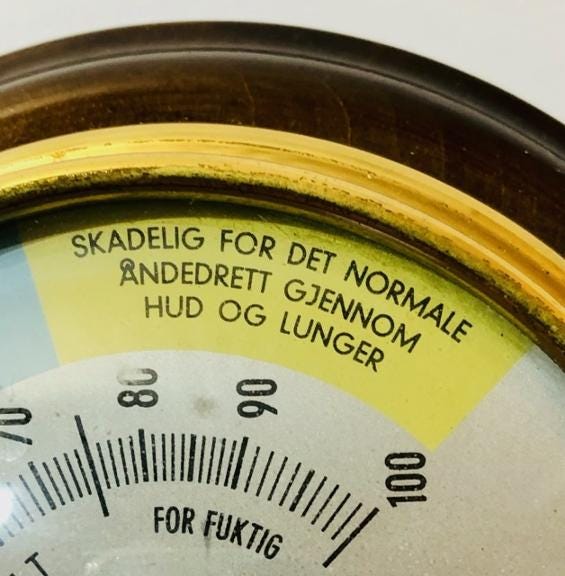 SKADELIG FOR DET NORMALE
ÅNDEDRETT GJENNOM
HUD OG LUNGER
70
80
90
100
FOR FUKTIG